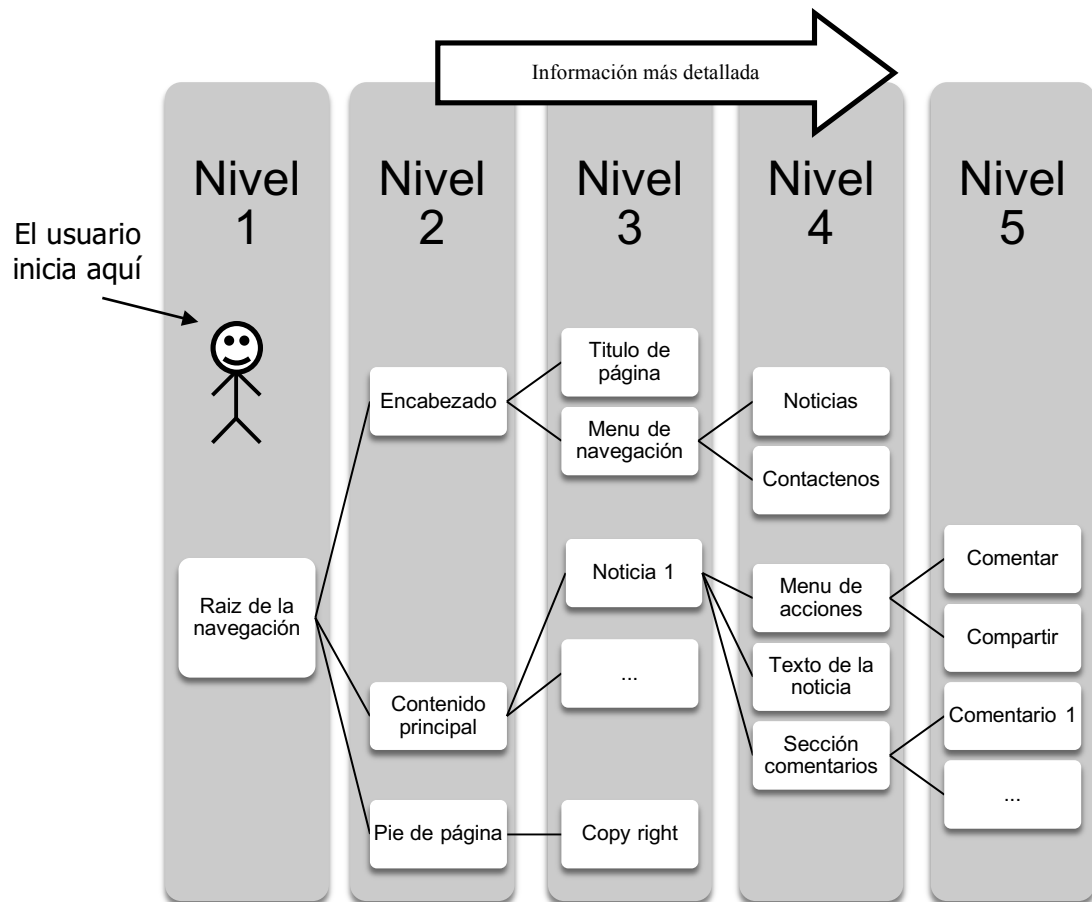 Información más detallada
Nivel
1
Nivel
2
Nivel
3
Nivel
4
Nivel
5
El usuario
inicia aquí
Raiz de la
navegación
Encabezado
Contenido
principal
Pie de página
Titulo de
página
Menu de
navegación
Noticia 1
...
Copy right
Noticias
Contactenos
Menu de
acciones
Texto de la
noticia
Sección
comentarios
Comentar
Compartir
Comentario 1
...